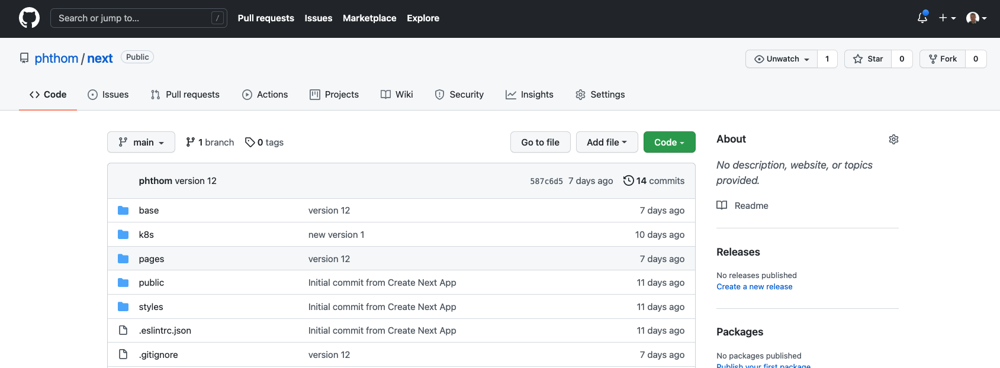 Search or jump to... /
Pull requests Issues Marketplace Explore
phthom / next Public
Unwatch 1 Star 0 Fork 0
Code Issues Pull requests Actions Projects Wiki Security Insights Settings
main 1 branch 0 tags Go to file Add file Code
phthom version 12 587c6d5 7 days ago 14 commits
base version 12 7 days ago
k8s new version 1 10 days ago
pages version 12 7 days ago
public Initial commit from Create Next App 11 days ago
styles Initial commit from Create Next App 11 days ago
.eslintrc.json Initial commit from Create Next App 11 days ago
.gitignore version 12 7 days ago
About
No description, website, or topics
provided.
Readme
Releases
No releases published
Create a new release
Packages
No packages published
Publish your first package